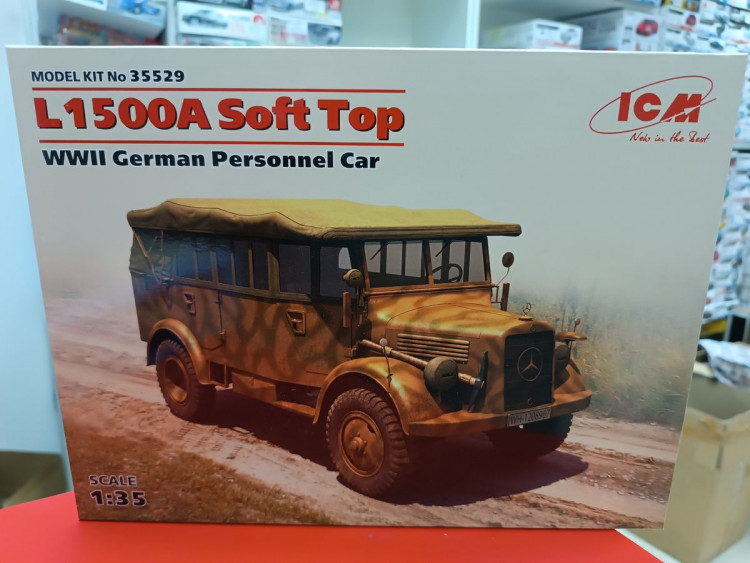 MODEL KIT No 35529
L1500A Soft Top
WWII German Personnel Car
ICM
New in the Best
SCALE
1:35